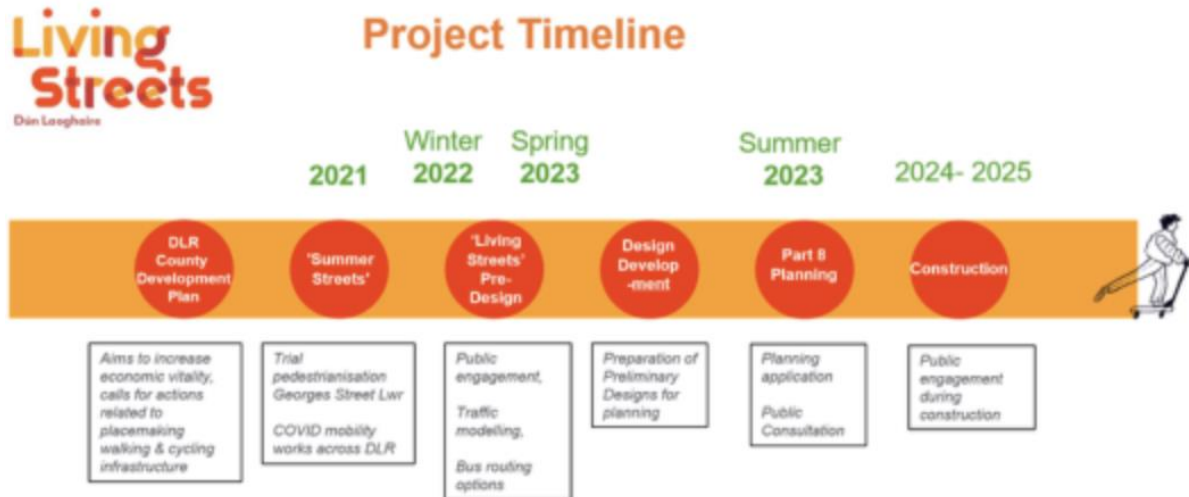 Living
Streets
Dún Laoghaire
Project Timeline
2021
Winter
2022
Spring
2023
Summer
2023
2024- 2025
DLR
County
Development
Plan
'Summer
Streets'
'Living
Streets'
Pre-
Design
Design
Develop
-ment
Part 8
Planning
Construction
Aims to increase
economic vitality,
calls for actions
related to
placemaking
walking & cycling
infrastructure
Trial
pedestrianisation
Georges Street Lwr
COVID mobility
works across DLR
Public
engagement,
Traffic
modelling,
Bus routing
options
Preparation of
Preliminary
Designs for
planning
Planning
application
Public
Consultation
Public
engagement
during
construction